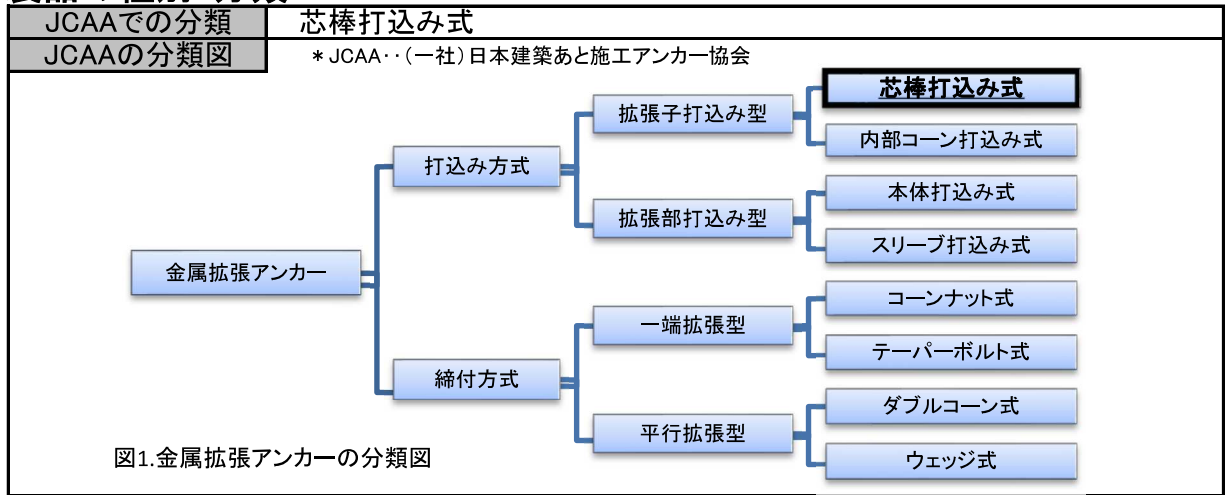 JCAAでの分類 芯棒打込み式
JCAAの分類図 ＊JCAA‥（一社）日本建築あと施工アンカー協会
芯棒打込み式
拡張子打込み型
内部コーン打込み式
打込み方式
本体打込み式
拡張部打込み型
スリーブ打込み式
金属拡張アンカー
コーンナット式
一端拡張型
テーパーボルト式
締付方式
ダブルコーン式
平行拡張型
ウェッジ式
図1.金属拡張アンカーの分類図